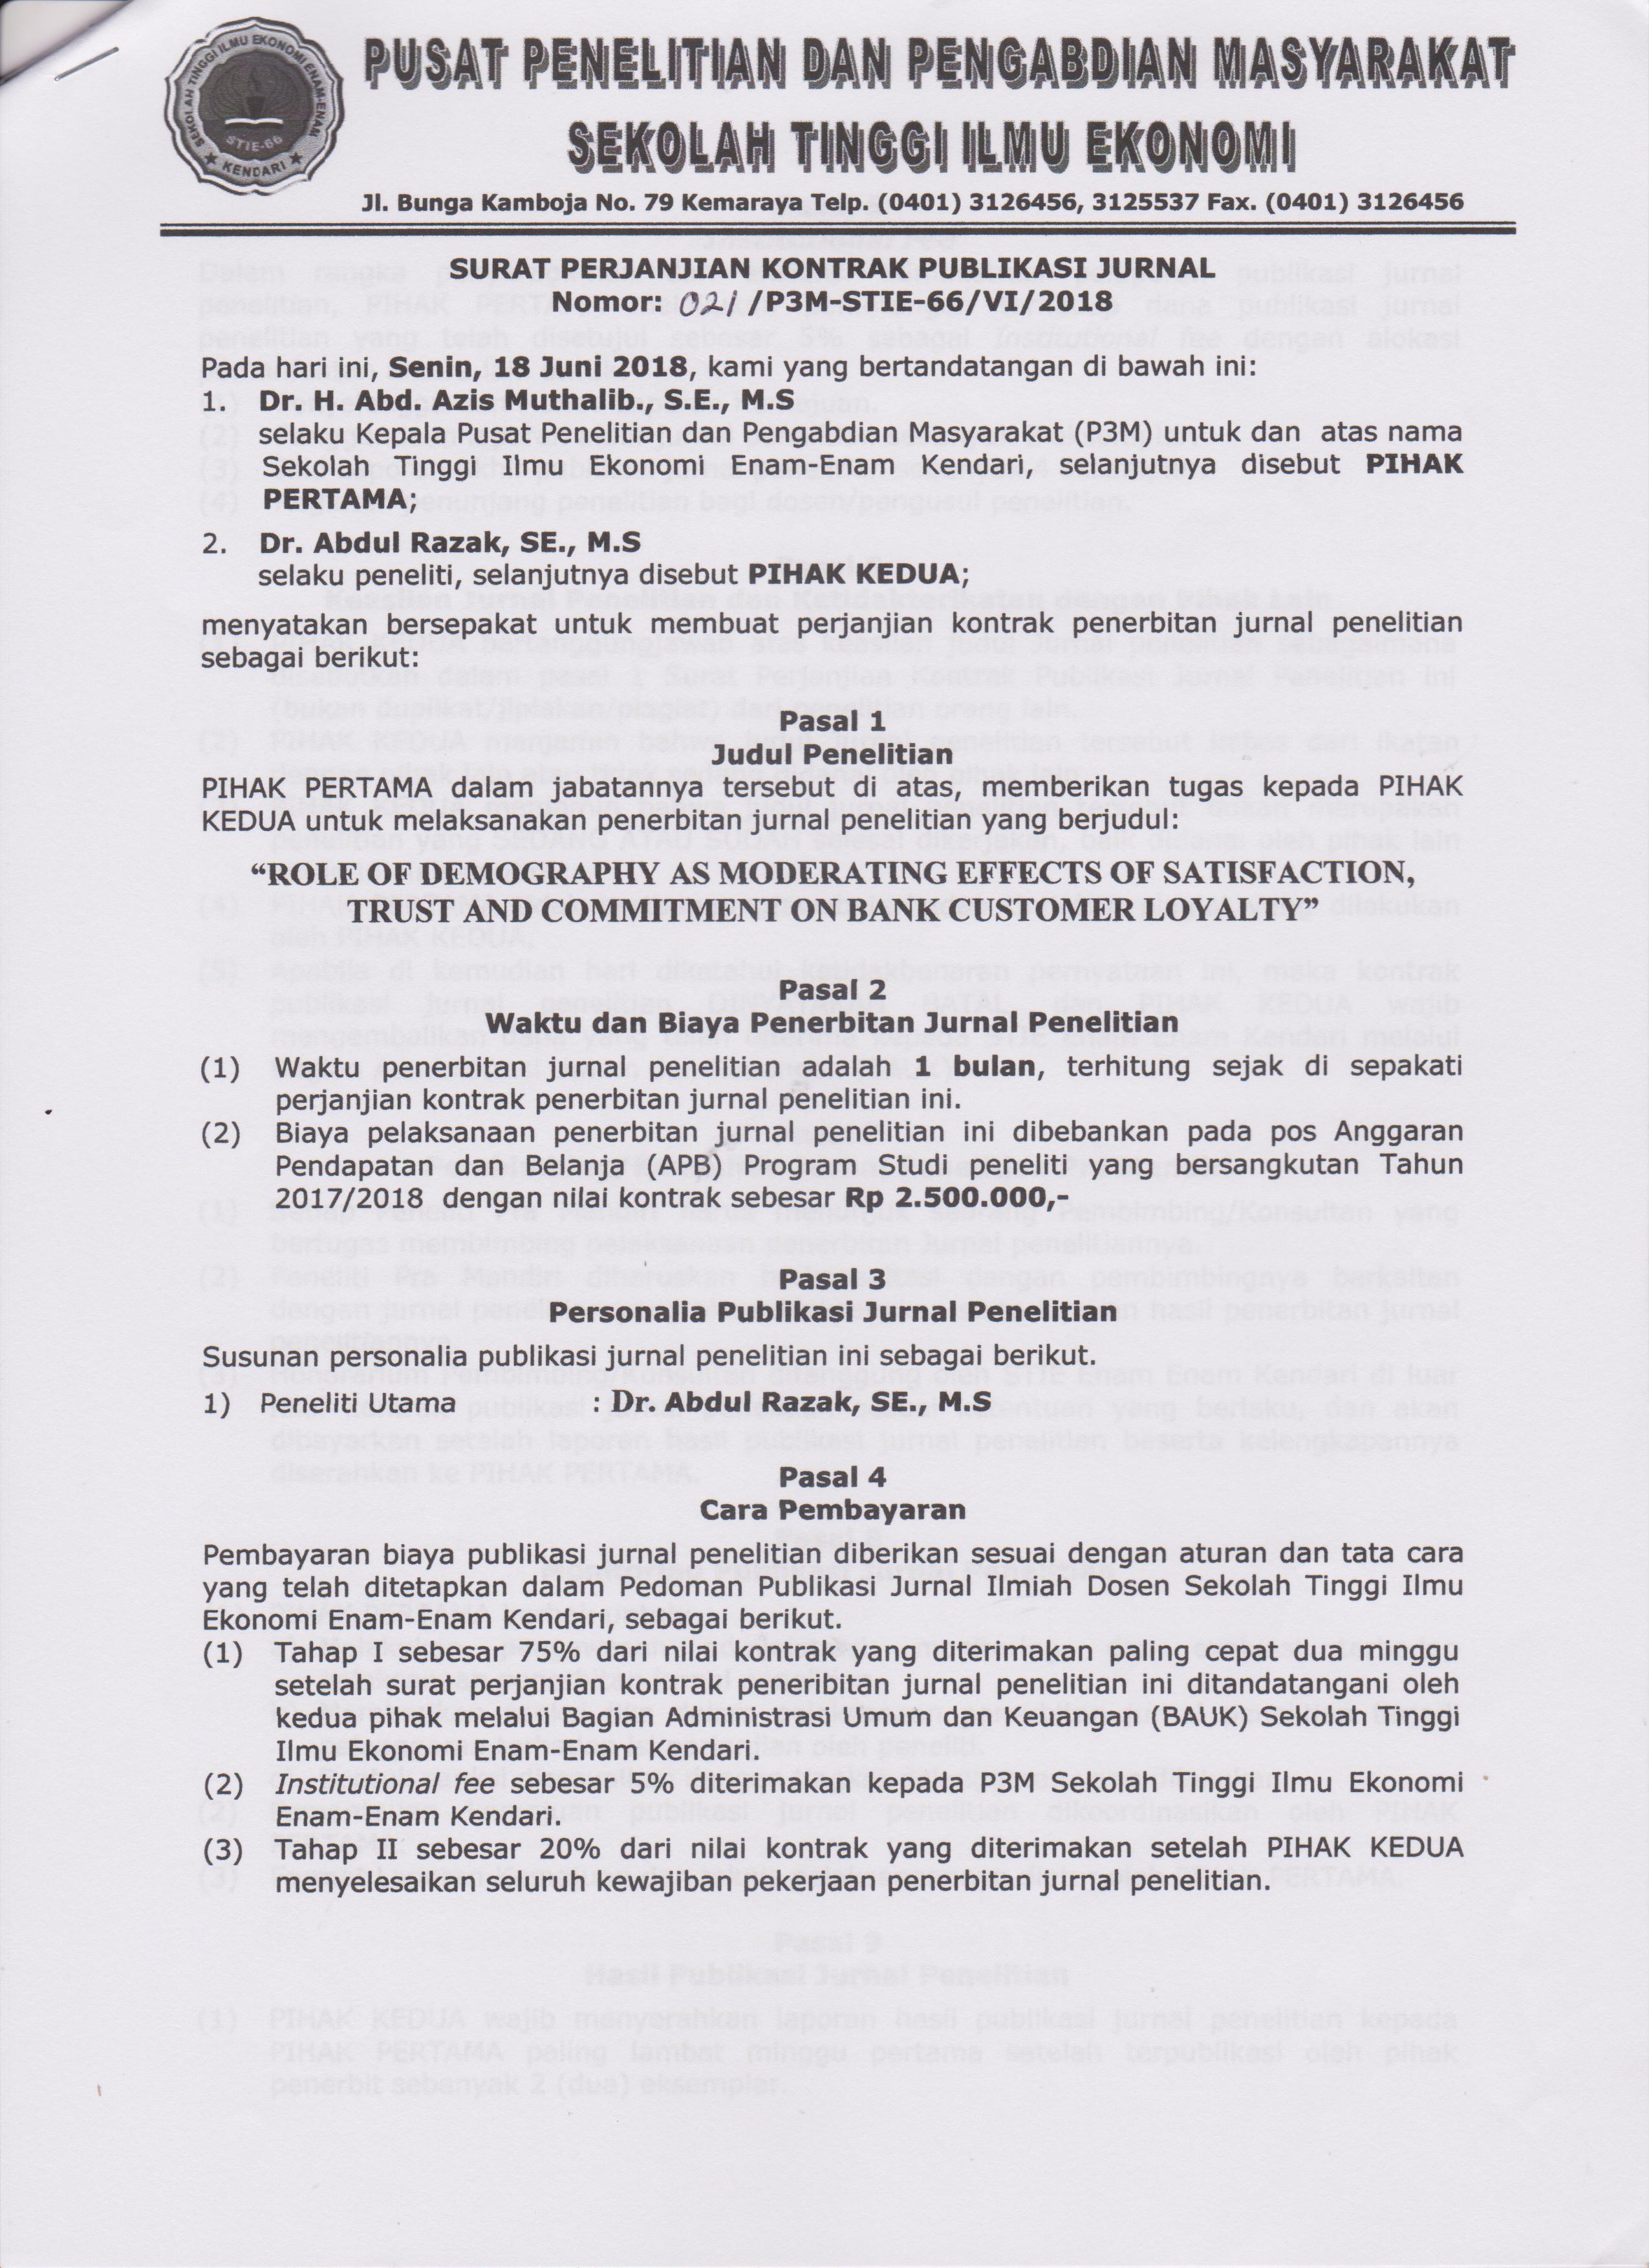 SEKOLAH TINGGI ILMU EKONOMI ENAM-ENAM
STIE-66
KENDARI
PUSAT PENELITIAN DAN PENGABDIAN MASYARAKAT
SEKOLAH TINGGI ILMU EKONOMI
Jl. Bunga Kamboja No. 79 Kemaraya Telp. (0401) 3126456, 3125537 Fax. (0401) 3126456
SURAT PERJANJIAN KONTRAK PUBLIKASI JURNAL
Nomor: 021/P3M-STIE-66/VI/2018
Pada hari ini, Senin, 18 Juni 2018, kami yang bertandatangan di bawah ini:
1. Dr. H. Abd. Azis Muthalib., S.E., M.S
selaku Kepala Pusat Penelitian dan Pengabdian Masyarakat (P3M) untuk dan atas nama
Sekolah Tinggi Ilmu Ekonomi Enam-Enam Kendari, selanjutnya disebut PIHAK
PERTAMA;
2. Dr. Abdul Razak, SE., M.S
selaku peneliti, selanjutnya disebut PIHAK KEDUA;
menyatakan bersepakat untuk membuat perjanjian kontrak penerbitan jurnal penelitian
sebagai berikut:
Pasal 1
Judul Penelitian
PIHAK PERTAMA dalam jabatannya tersebut di atas, memberikan tugas kepada PIHAK
KEDUA untuk melaksanakan penerbitan jurnal penelitian yang berjudul:
“ROLE OF DEMOGRAPHY AS MODERATING EFFECTS OF SATISFACTION,
TRUST AND COMMITMENT ON BANK CUSTOMER LOYALTY”
Pasal 2
Waktu dan Biaya Penerbitan Jurnal Penelitian
(1) Waktu penerbitan jurnal penelitian adalah 1 bulan, terhitung sejak di sepakati
perjanjian kontrak penerbitan jurnal penelitian ini.
(2) Biaya pelaksanaan penerbitan jurnal penelitian ini dibebankan pada pos Anggaran
Pendapatan dan Belanja (APB) Program Studi peneliti yang bersangkutan Tahun
2017/2018 dengan nilai kontrak sebesar Rp 2.500.000,-
Pasal 3
Personalia Publikasi Jurnal Penelitian
Susunan personalia publikasi jurnal penelitian ini sebagai berikut.
1) Peneliti Utama : Dr. Abdul Razak, SE., M.S
Pasal 4
Cara Pembayaran
Pembayaran biaya publikasi jurnal penelitian diberikan sesuai dengan aturan dan tata cara
yang telah ditetapkan dalam Pedoman Publikasi Jurnal Ilmiah Dosen Sekolah Tinggi Ilmu
Ekonomi Enam-Enam Kendari, sebagai berikut.
(1) Tahap I sebesar 75% dari nilai kontrak yang diterimakan paling cepat dua minggu
setelah surat perjanjian kontrak peneribitan jurnal penelitian ini ditandatangani oleh
kedua pihak melalui Bagian Administrasi Umum dan Keuangan (BAUK) Sekolah Tinggi
Ilmu Ekonomi Enam-Enam Kendari.
(2) Institutional fee sebesar 5% diterimakan kepada P3M Sekolah Tinggi Ilmu Ekonomi
Enam-Enam Kendari.
(3) Tahap II sebesar 20% dari nilai kontrak yang diterimakan setelah PIHAK KEDUA
menyelesaikan seluruh kewajiban pekerjaan penerbitan jurnal penelitian.